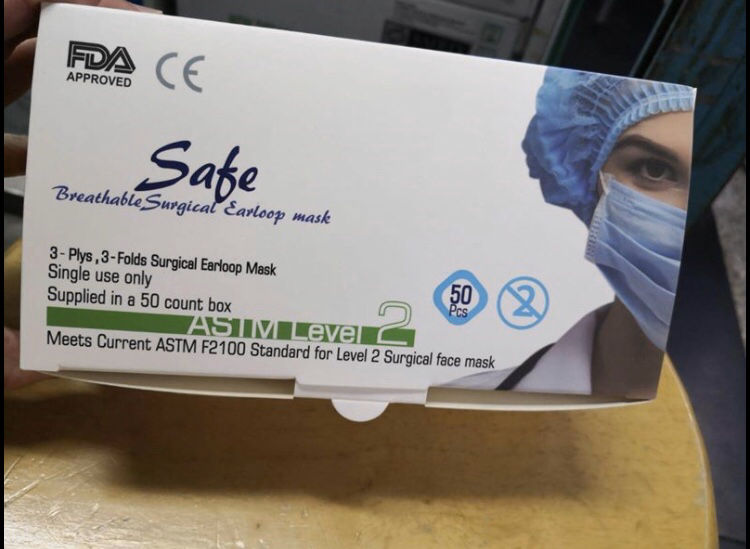 FDA
APPROVED
CE
Safe
Breathable,Surgical Earloop mask
3-Plys,3-Folds Surgical Earloop Mask
Single use only
Supplied in a 50 count box
ASTM Level 2
Meets Current ASTM F2100 Standard for Level 2 Surgical face mask
50
Pcs
2